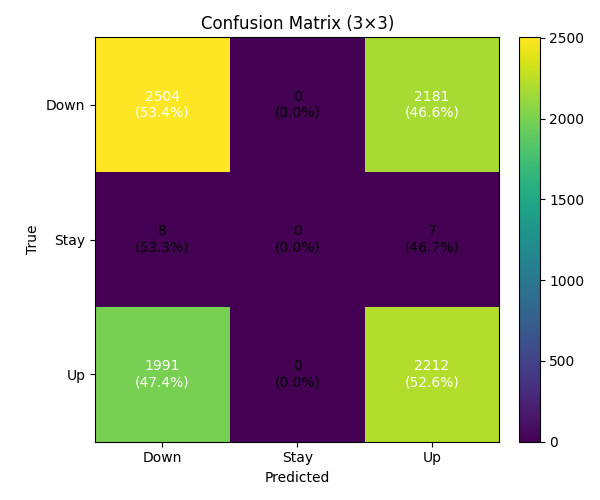 Confusion Matrix (3×3)
True
Down
2504
(53.4%)
0
(0.0%)
2181
(46.6%)
Stay
8
(53.3%)
0
(0.0%)
7
(46.7%)
Up
1991
(47.4%)
0
(0.0%)
2212
(52.6%)
Down
Stay
Up
Predicted
2500
2000
1500
1000
500
0